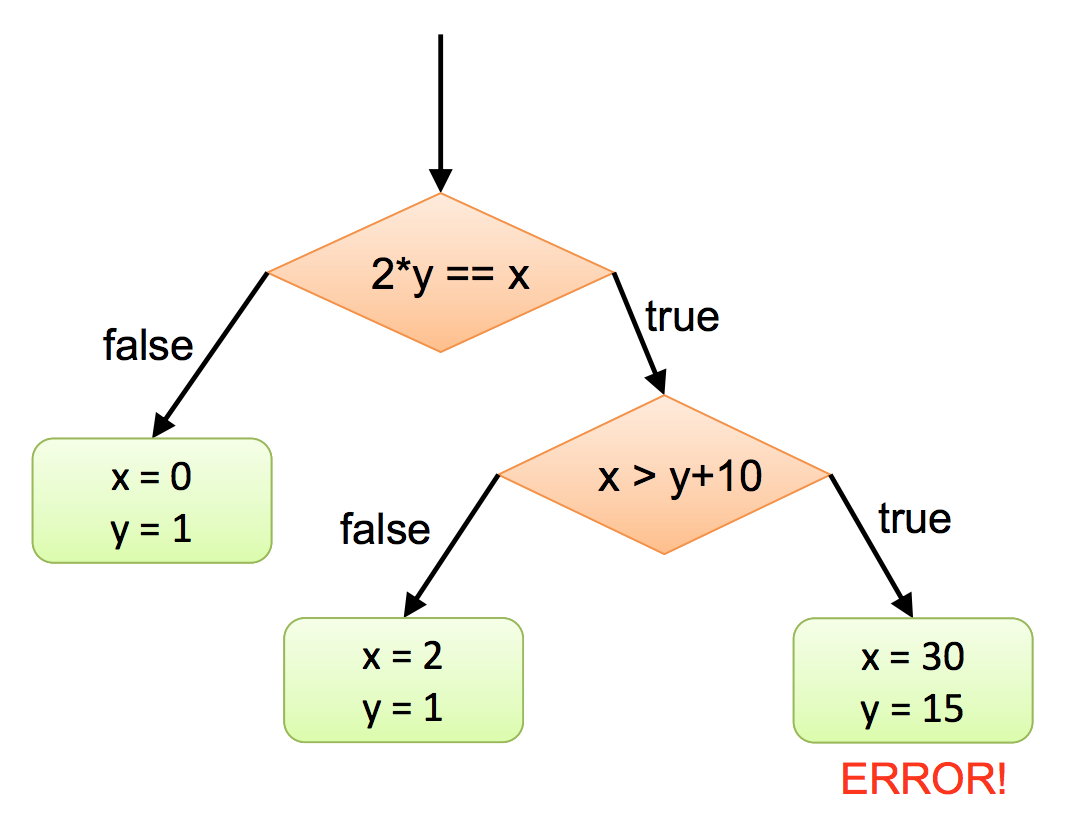 2*y == x
false
true
x = 0
y = 1
x > y+10
false
true
x = 2
y = 1
x = 30
y = 15
ERROR!